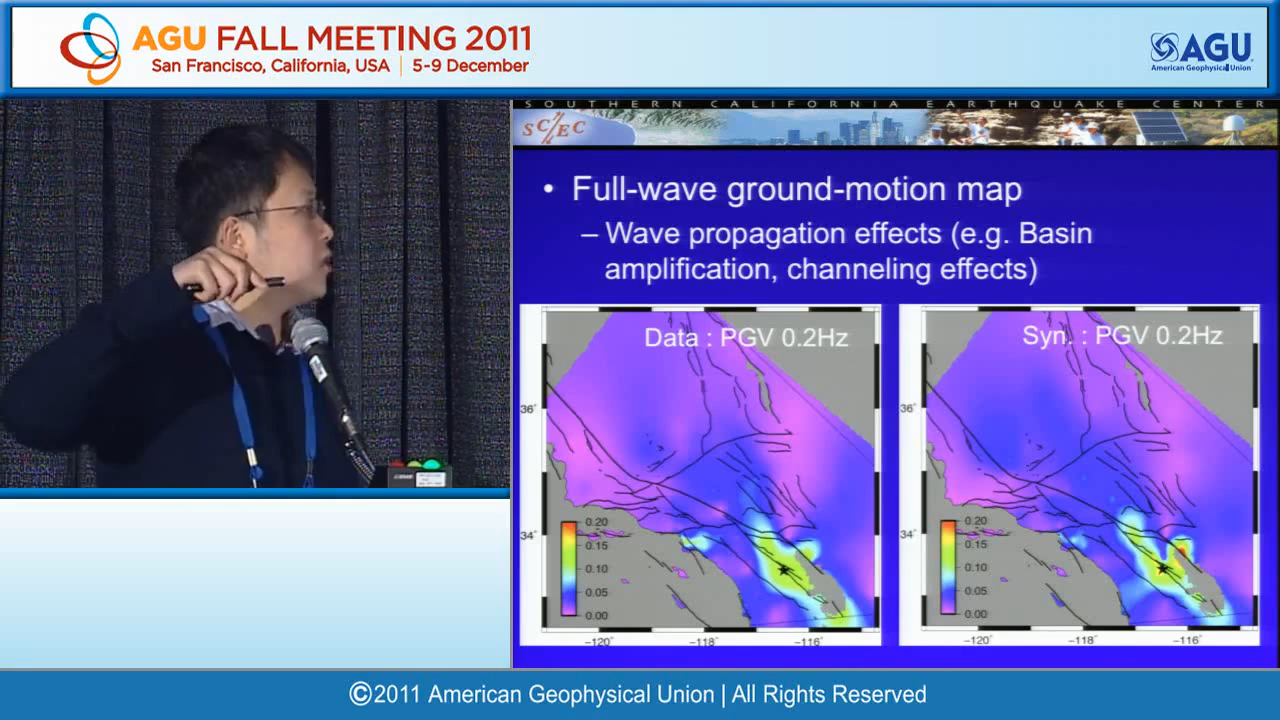 AGU FALL MEETING 2011
San Francisco, California, USA | 5-9 December
AGU
American Geophysical Union
SOUTHERN CALIFORNIA EARTHQUAKE CENTER
SC/EC
• Full-wave ground-motion map
– Wave propagation effects (e.g. Basin
amplification, channeling effects)
Data : PGV 0.2Hz
36°
34°
0.20
0.15
0.10
0.05
0.00
−120°
−118°
−116°
Syn. : PGV 0.2Hz
36°
34°
0.20
0.15
0.10
0.05
0.00
−120°
−118°
−116°
©2011 American Geophysical Union | All Rights Reserved